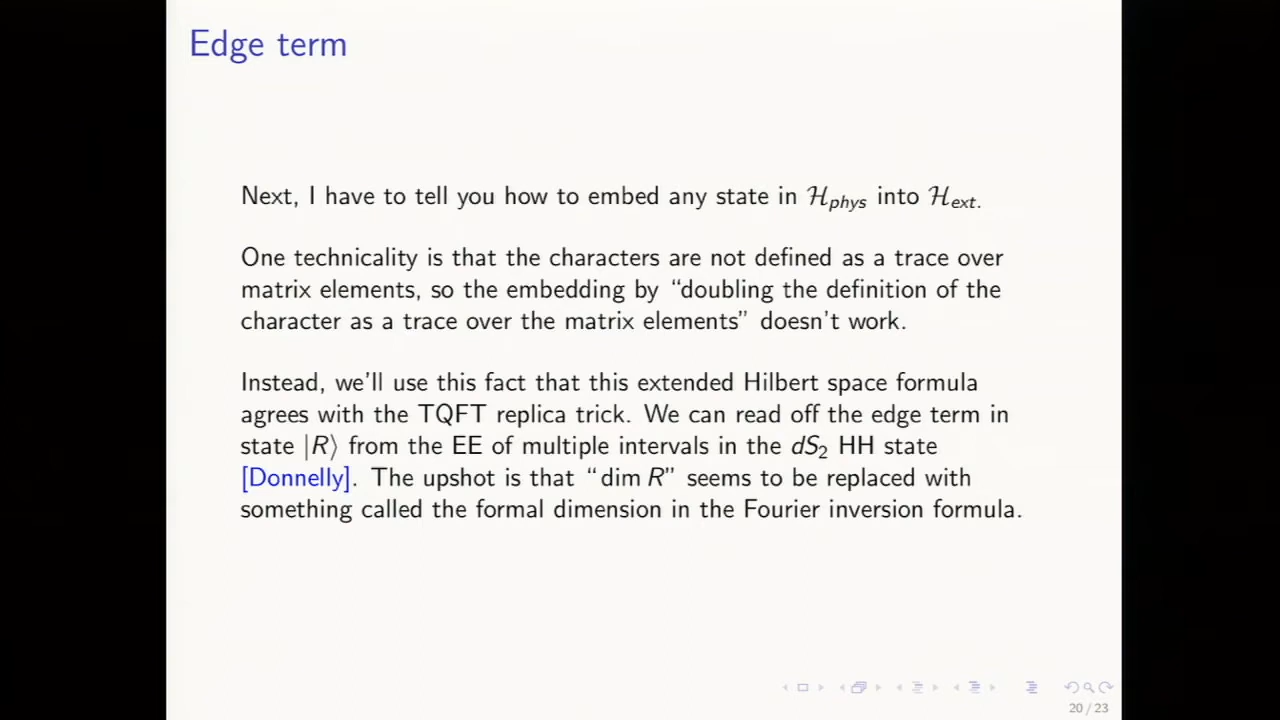 Edge term
Next, I have to tell you how to embed any state in ℋphys into ℋext.
One technicality is that the characters are not defined as a trace over
matrix elements, so the embedding by “doubling the definition of the
character as a trace over the matrix elements” doesn’t work.
Instead, we’ll use this fact that this extended Hilbert space formula
agrees with the TQFT replica trick. We can read off the edge term in
state |R⟩ from the EE of multiple intervals in the dS₂ HH state
[Donnelly]. The upshot is that “dim R” seems to be replaced with
something called the formal dimension in the Fourier inversion formula.
20 / 23